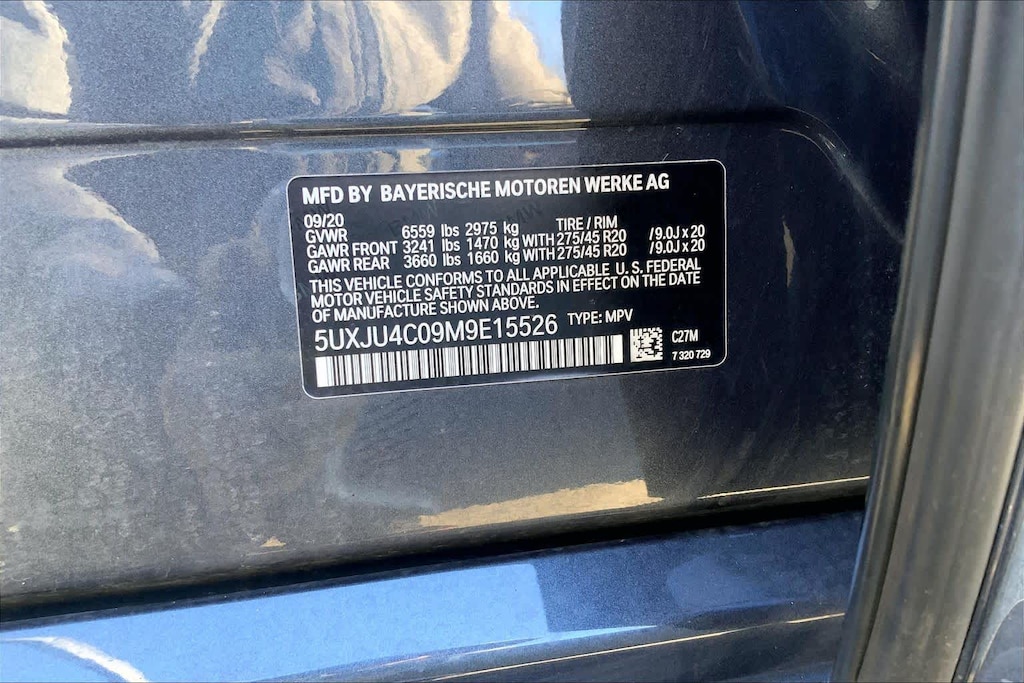 MFD BY BAYERISCHE MOTOREN WERKE AG
09/20 TIRE / RIM
GVWR 6559 lbs 2975 kg
GAWR FRONT 3241 lbs 1470 kg WITH 275/45 R20 /9.0J x 20
GAWR REAR 3660 lbs 1660 kg WITH 275/45 R20 /9.0J x 20
THIS VEHICLE CONFORMS TO ALL APPLICABLE U. S. FEDERAL
MOTOR VEHICLE SAFETY STANDARDS IN EFFECT ON THE DATE
OF MANUFACTURE SHOWN ABOVE.
5UXJU4C09M9E15526 TYPE: MPV
C27M
7 320 729